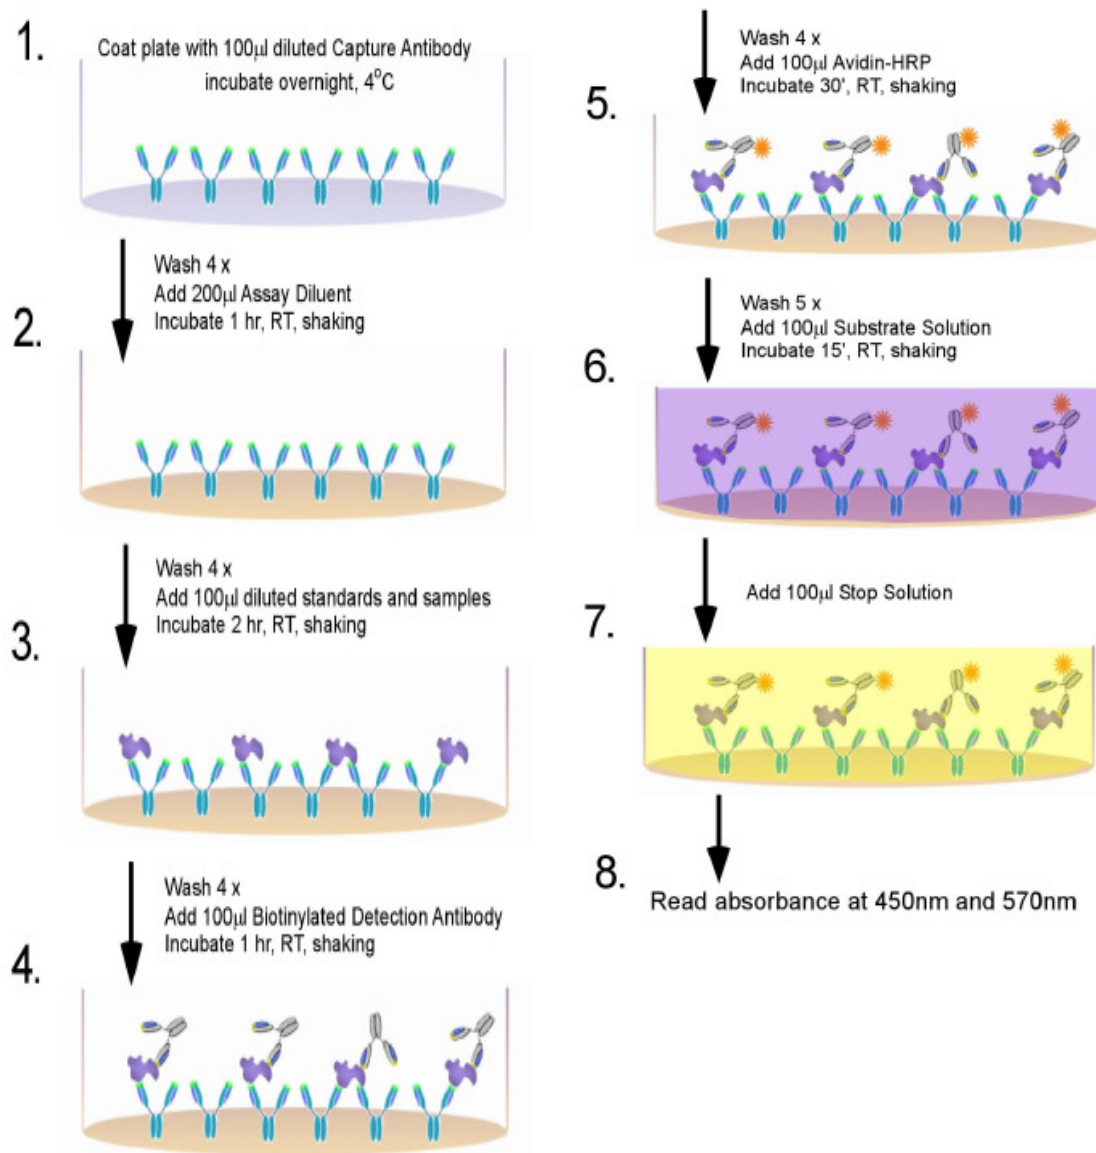 1.
Coat plate with 100µl diluted Capture Antibody
incubate overnight, 4°C
Wash 4 x
Add 200µl Assay Diluent
Incubate 1 hr, RT, shaking
2.
Wash 4 x
Add 100µl diluted standards and samples
Incubate 2 hr, RT, shaking
3.
Wash 4 x
Add 100µl Biotinylated Detection Antibody
Incubate 1 hr, RT, shaking
4.
Wash 4 x
Add 100µl Avidin-HRP
Incubate 30', RT, shaking
5.
Wash 5 x
Add 100µl Substrate Solution
Incubate 15', RT, shaking
6.
Add 100µl Stop Solution
7.
8.
Read absorbance at 450nm and 570nm